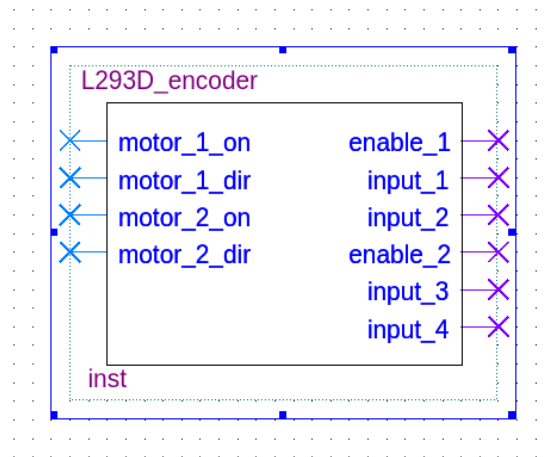 L293D_encoder
motor_1_on enable_1
motor_1_dir input_1
motor_2_on input_2
motor_2_dir enable_2
input_3
input_4
inst